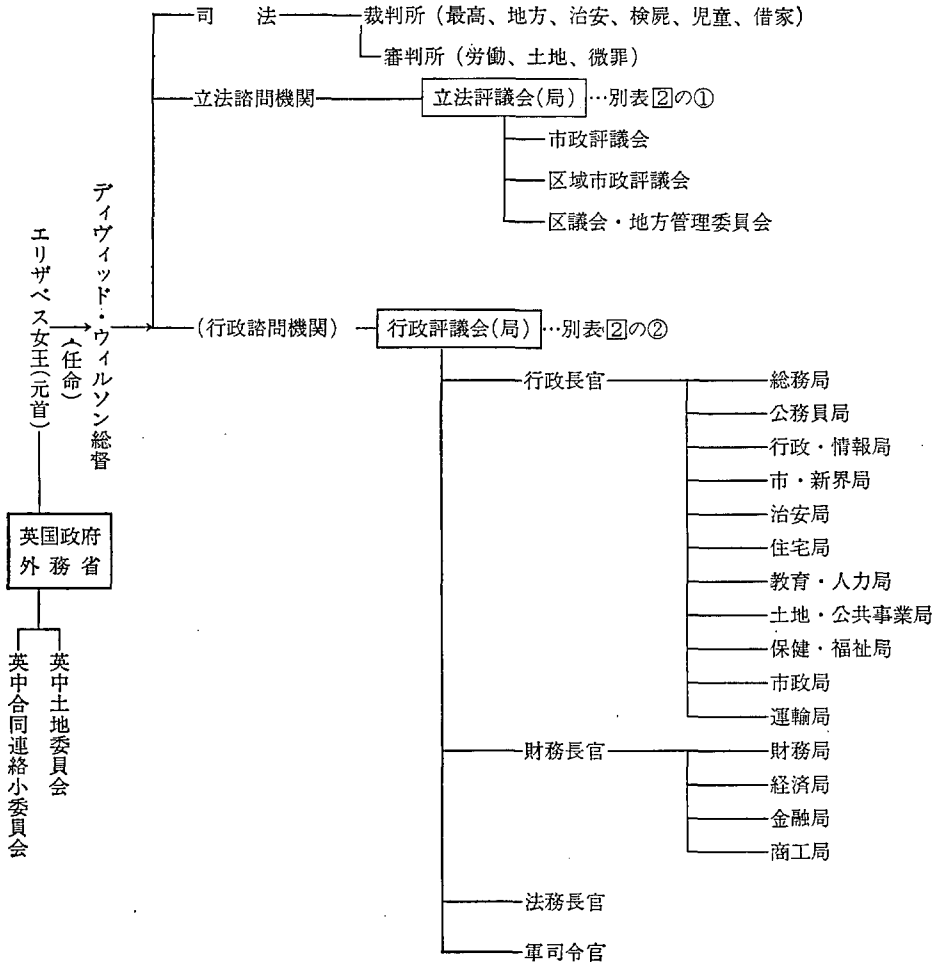 エリザベス女王(元首)
(任命)
ディヴィッド・ウィルソン総督
英国政府
外務省
英中合同連絡小委員会
英中土地委員会
司 法
裁判所(最高、地方、治安、検屍、児童、借家)
審判所(労働、土地、微罪)
立法諮問機関
立法評議会(局)…別表2の①
市政評議会
区域市政評議会
区議会・地方管理委員会
(行政諮問機関)
行政評議会(局)…別表2の②
行政長官
総務局
公務員局
行政・情報局
市・新界局
治安局
住宅局
教育・人力局
土地・公共事業局
保健・福祉局
市政局
運輸局
財務長官
財務局
経済局
金融局
商工局
法務長官
軍司令官